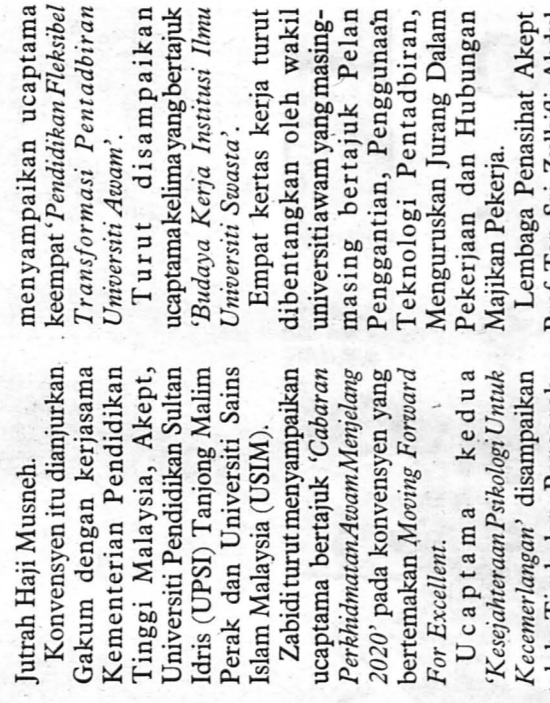 Jutrah Haji Musneh.
Konvensyen itu dianjurkan
Gakum dengan kerjasama
Kementerian Pendidikan
Tinggi Malaysia, Akept,
Universiti Pendidikan Sultan
Idris (UPSI) Tanjong Malim
Perak dan Universiti Sains
Islam Malaysia (USIM).
Zabidi turut menyampaikan
ucaptama bertajuk ‘Cabaran
Perkhidmatan Awam Menjelang
2020’ pada konvensyen yang
bertemakan Moving Forward
For Excellent.
Ucaptama kedua
‘Kesejahteraan Psikologi Untuk
Kecemerlangan,’ disampaikan
menyampaikan ucaptama
keempat ‘Pendidikan Fleksibel
Transformasi Pentadbiran
Universiti Awam’.
Turut disampaikan
ucaptama kelima yang bertajuk
‘Budaya Kerja Institusi Ilmu
Universiti Swasta’.
Empat kertas kerja turut
dibentangkan oleh wakil
universiti awam yang masing-
masing bertajuk Pelan
Penggantian, Penggunaan
Teknologi Pentadbiran,
Menguruskan Jurang Dalam
Pekerjaan dan Hubungan
Majikan Pekerja.
Lembaga Penasihat Akept